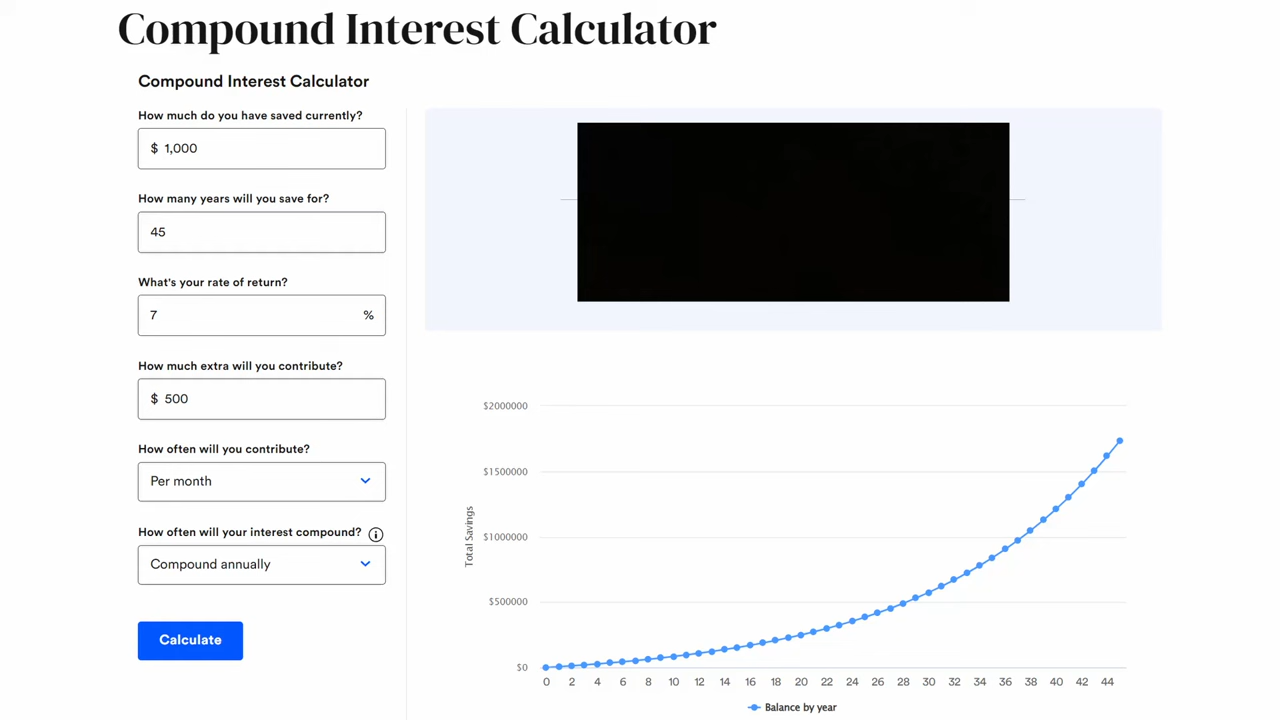 Compound Interest Calculator
Compound Interest Calculator
How much do you have saved currently?
$ 1,000
How many years will you save for?
45
What's your rate of return?
7 %
How much extra will you contribute?
$ 500
How often will you contribute?
Per month
How often will your interest compound? i
Compound annually
Calculate
$2000000
$1500000
$1000000
$500000
$0
Total Savings
0 2 4 6 8 10 12 14 16 18 20 22 24 26 28 30 32 34 36 38 40 42 44
Balance by year